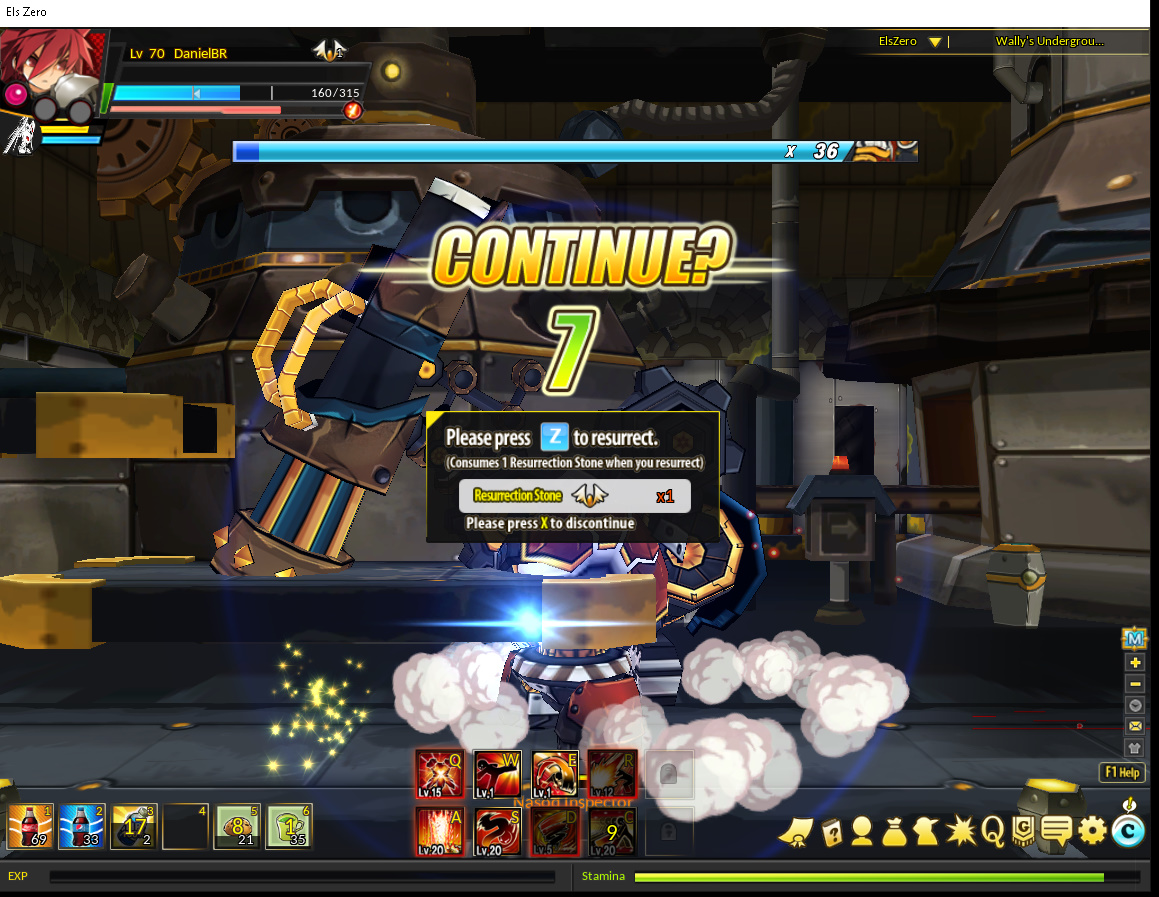 Els Zero
Lv 70 DanielBR
1
ElsZero
Wally's Undergrou...
160/315
x 36
CONTINUE?
7
Please press Z to resurrect.
(Consumes 1 Resurrection Stone when you resurrect)
Resurrection Stone x1
Please press X to discontinue
M
F1 Help
Q W E R
Lv.15 Lv.1 Lv.1 Lv.12
Nasod Inspector
1 2 3 4 5 6
17 8 1
69 33 2 21 35
A S D C
9
Lv.20 Lv.20 Lv.5 Lv.20
EXP
Stamina